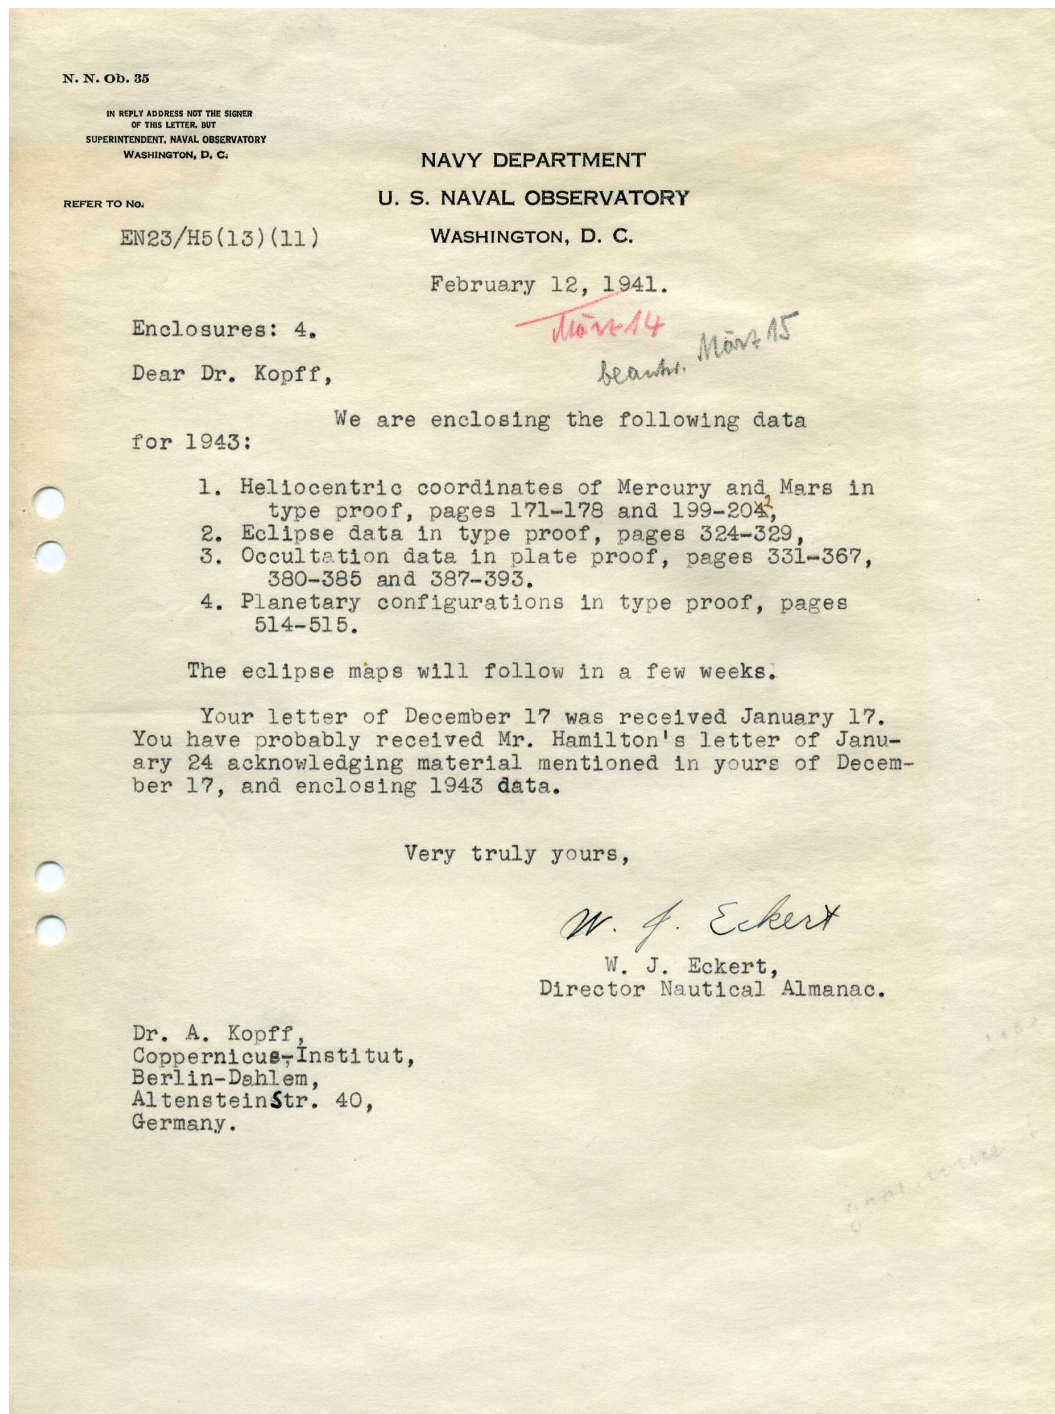 N. N. Ob. 35
IN REPLY ADDRESS NOT THE SIGNER
OF THIS LETTER, BUT
SUPERINTENDENT, NAVAL OBSERVATORY
WASHINGTON, D. C.
NAVY DEPARTMENT
U. S. NAVAL OBSERVATORY
REFER TO No.
EN23/H5(13)(11)
WASHINGTON, D. C.
February 12, 1941.
März 14
Enclosures: 4.
beantw. März 15
Dear Dr. Kopff,
We are enclosing the following data
for 1943:
1. Heliocentric coordinates of Mercury and Mars in
type proof, pages 171-178 and 199-204,
2. Eclipse data in type proof, pages 324-329,
3. Occultation data in plate proof, pages 331-367,
380-385 and 387-393.
4. Planetary configurations in type proof, pages
514-515.
The eclipse maps will follow in a few weeks.
Your letter of December 17 was received January 17.
You have probably received Mr. Hamilton's letter of Janu-
ary 24 acknowledging material mentioned in yours of Decem-
ber 17, and enclosing 1943 data.
Very truly yours,
W. J. Eckert
W. J. Eckert,
Director Nautical Almanac.
Dr. A. Kopff,
Coppernicus-Institut,
Berlin-Dahlem,
AltensteinStr. 40,
Germany.